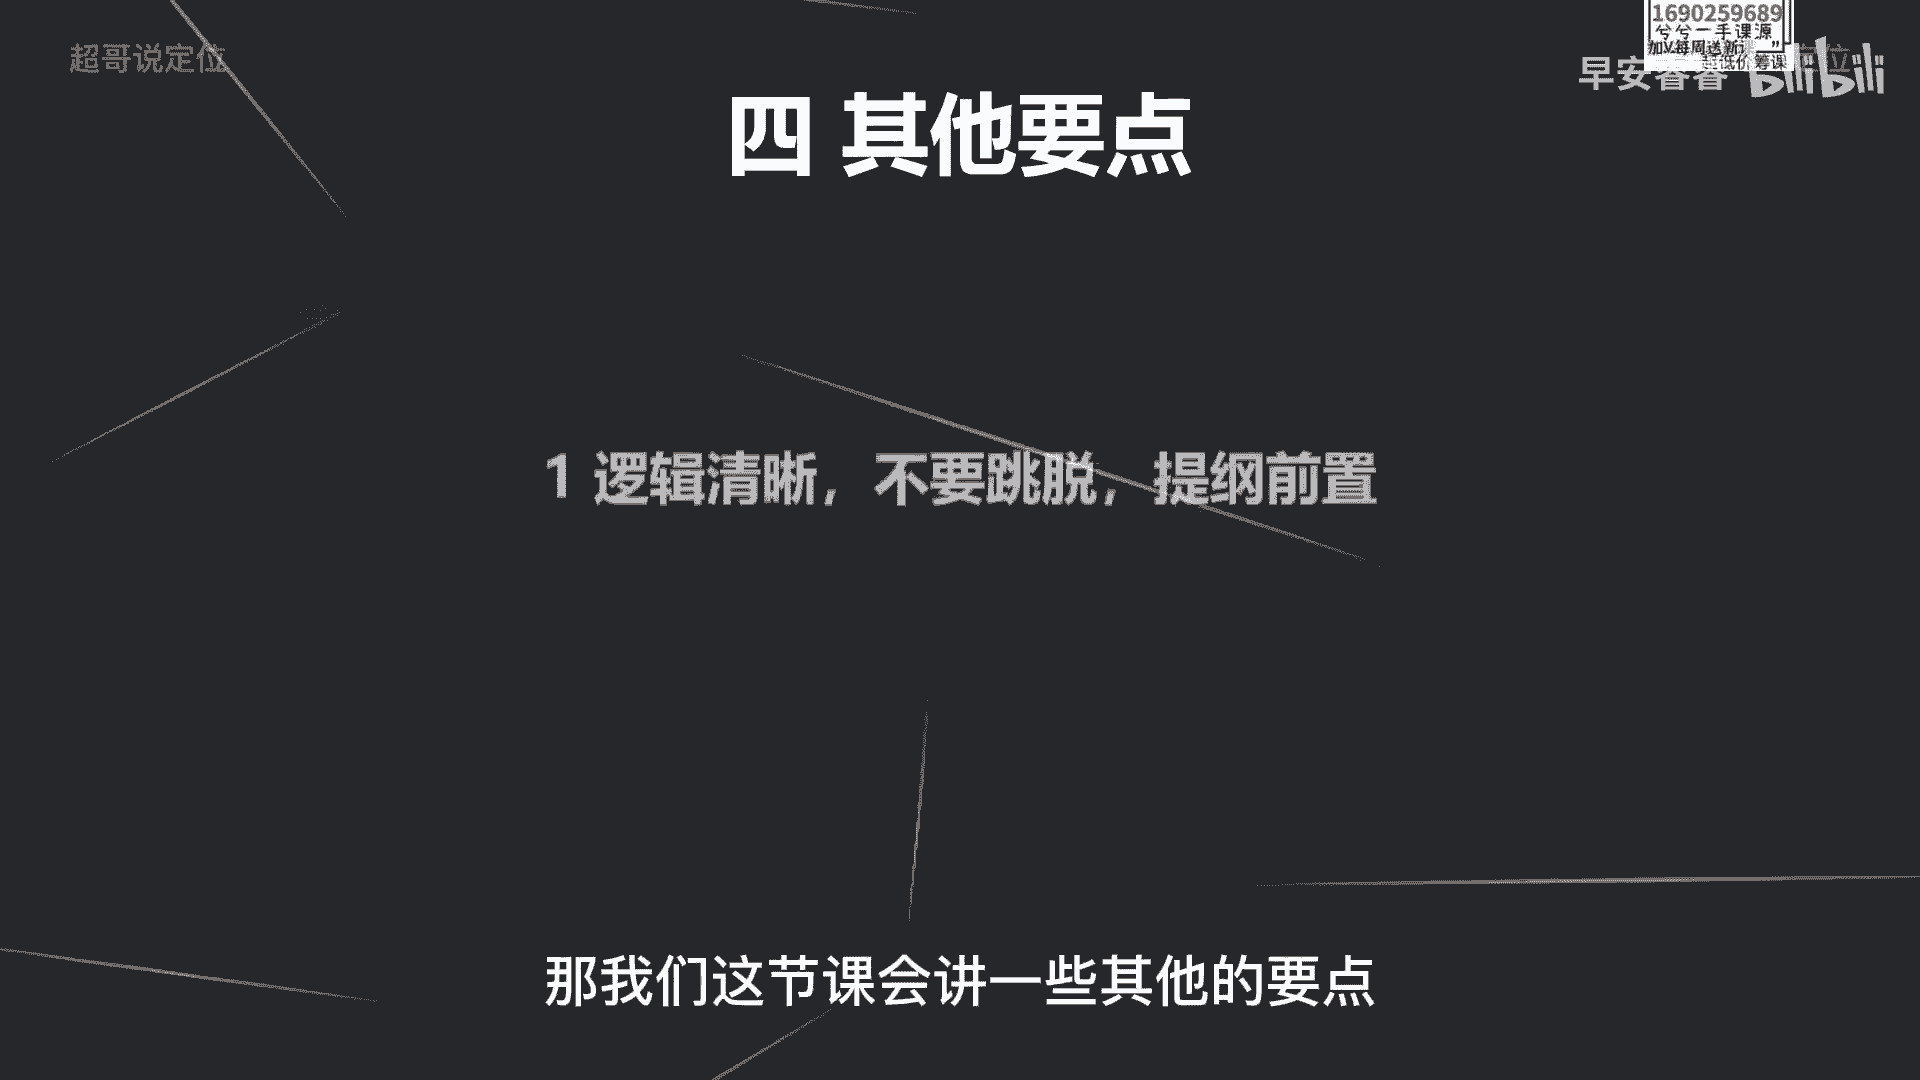 1690259689
兮兮一手课源
加V每周送新课
超低价筹课
超哥说定位
早安睿睿 bilibili
四 其他要点
1 逻辑清晰，不要跳脱，提纲前置
那我们这节课会讲一些其他的要点